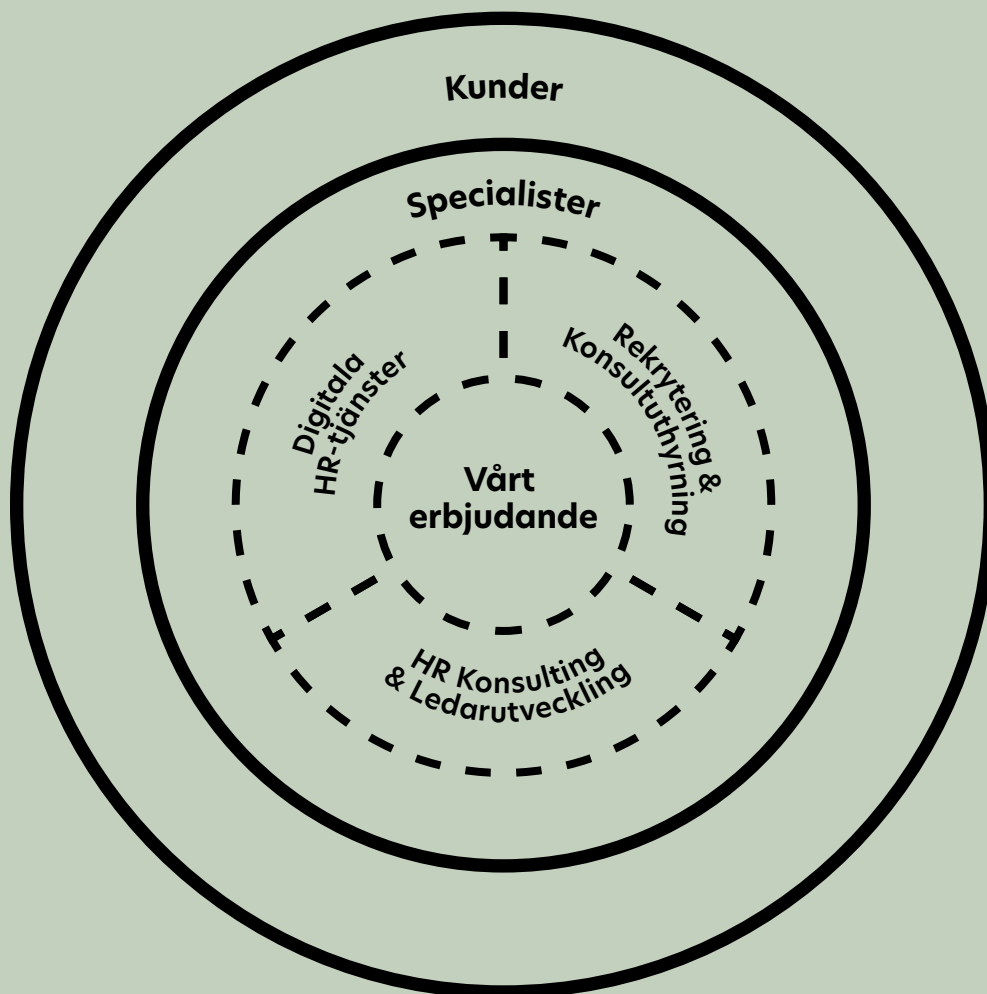 Kunder
Specialister
Digitala
HR-tjänster
Rekrytering &
Konsultuthyrning
Vårt
erbjudande
HR Konsulting
& Ledarutveckling